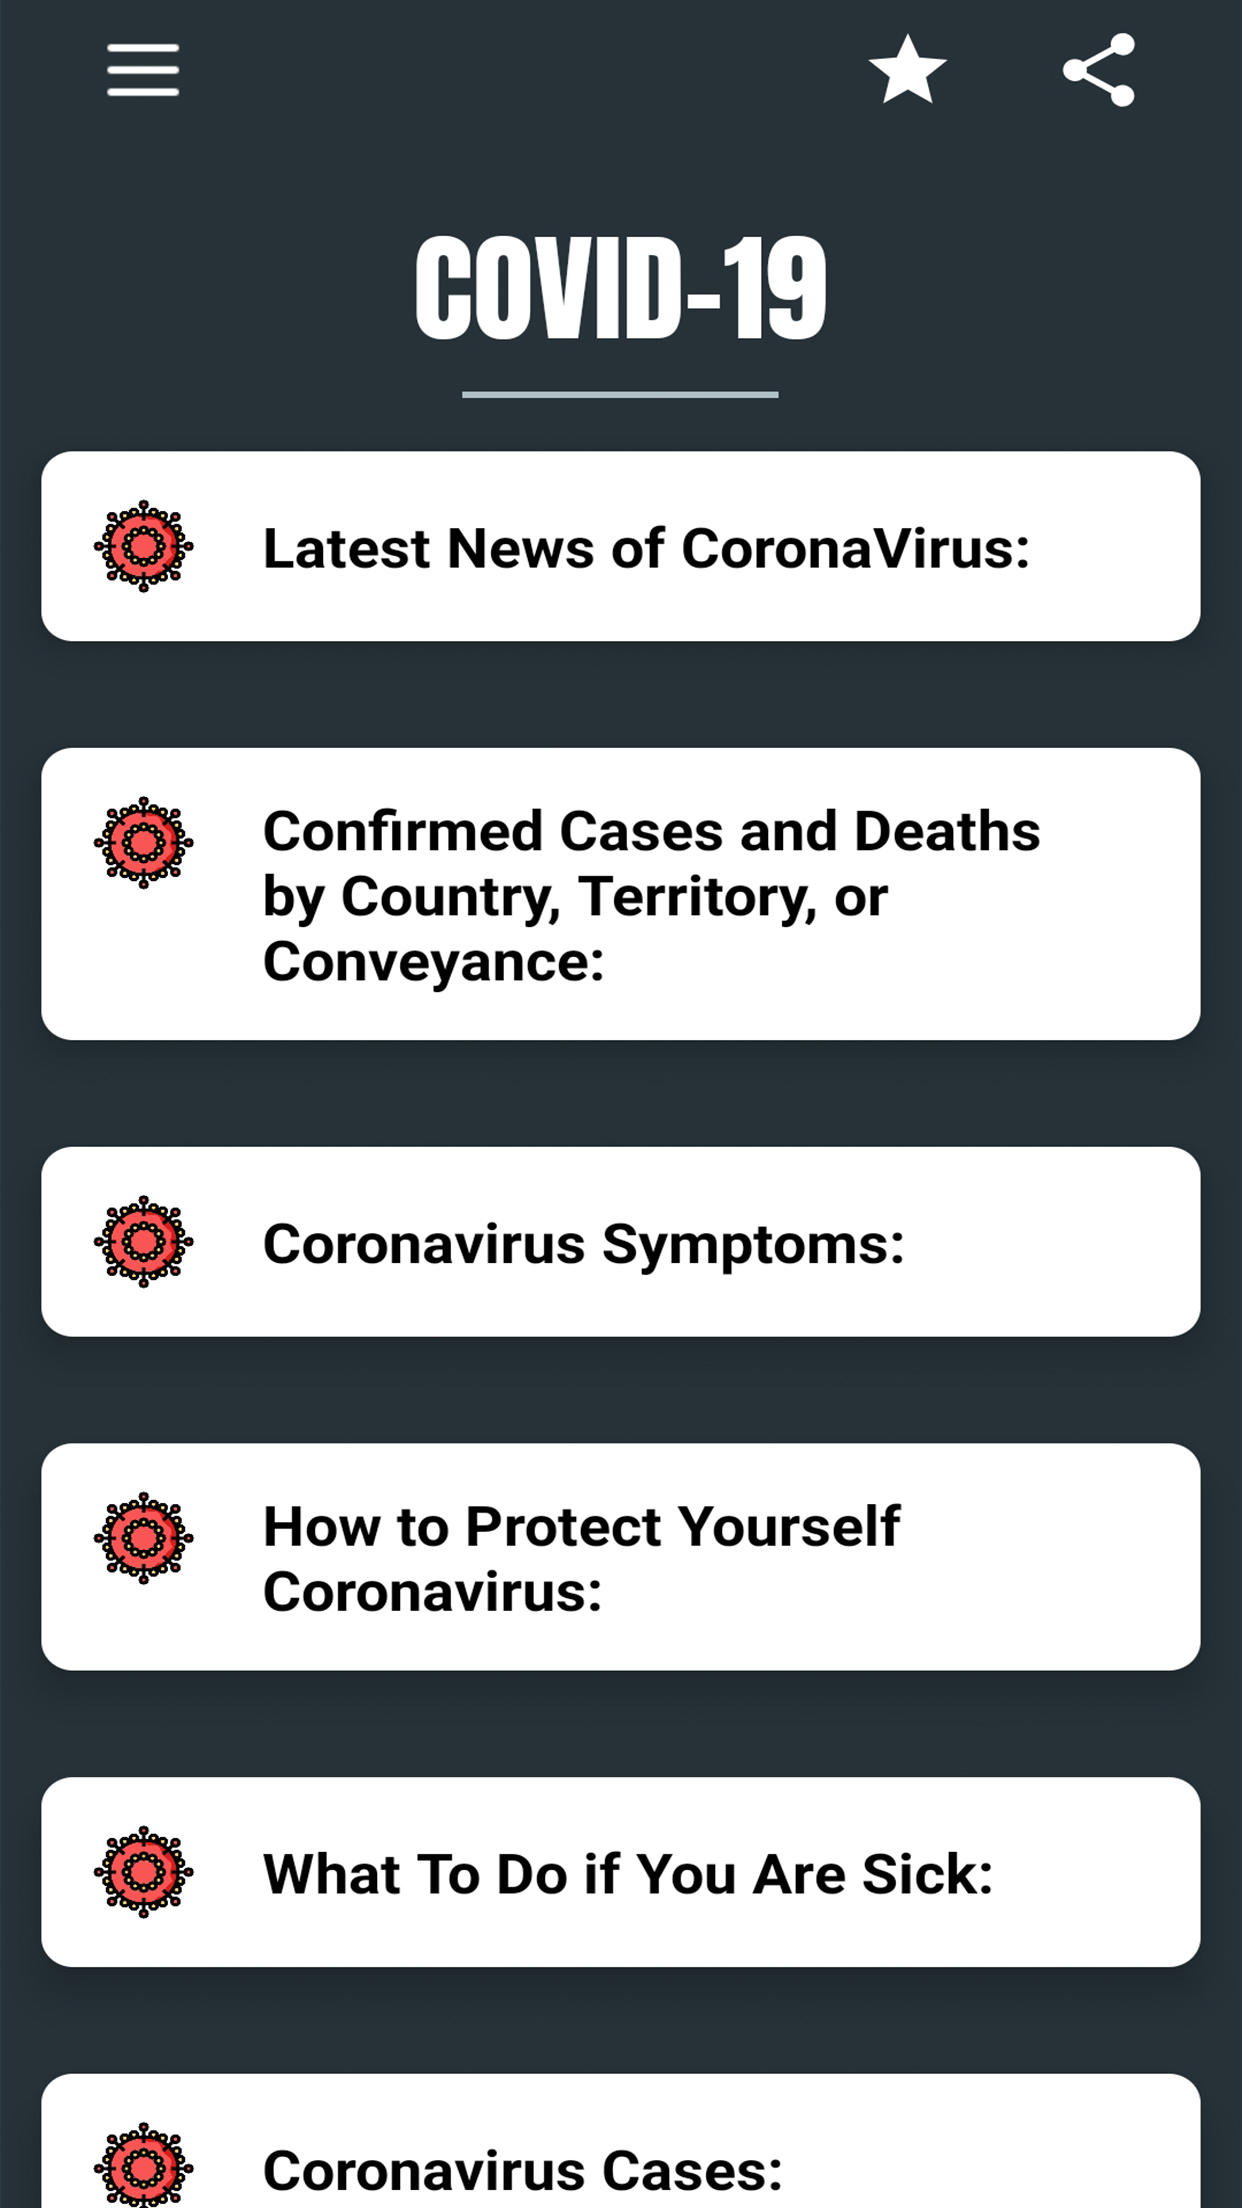 COVID-19
Latest News of CoronaVirus:
Confirmed Cases and Deaths
by Country, Territory, or
Conveyance:
Coronavirus Symptoms:
How to Protect Yourself
Coronavirus:
What To Do if You Are Sick:
Coronavirus Cases: